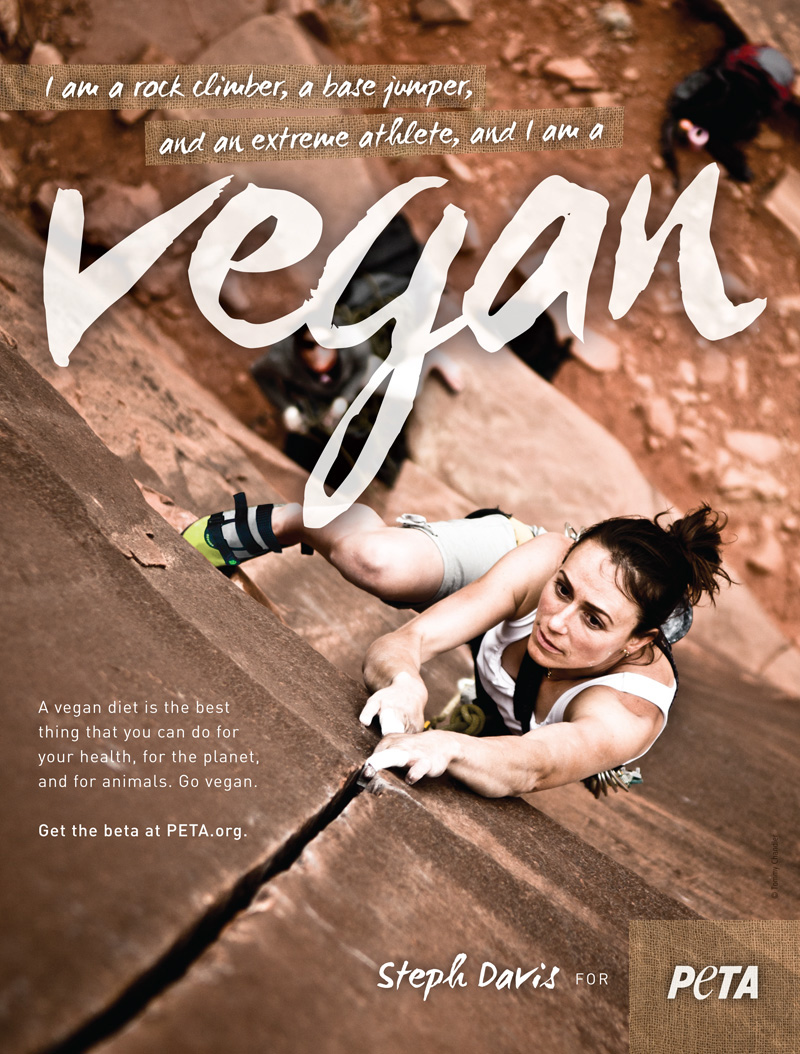 I am a rock climber, a base jumper,
and an extreme athlete, and I am a
vegan
A vegan diet is the best
thing that you can do for
your health, for the planet,
and for animals. Go vegan.
Get the beta at PETA.org.
Steph Davis FOR
PeTA